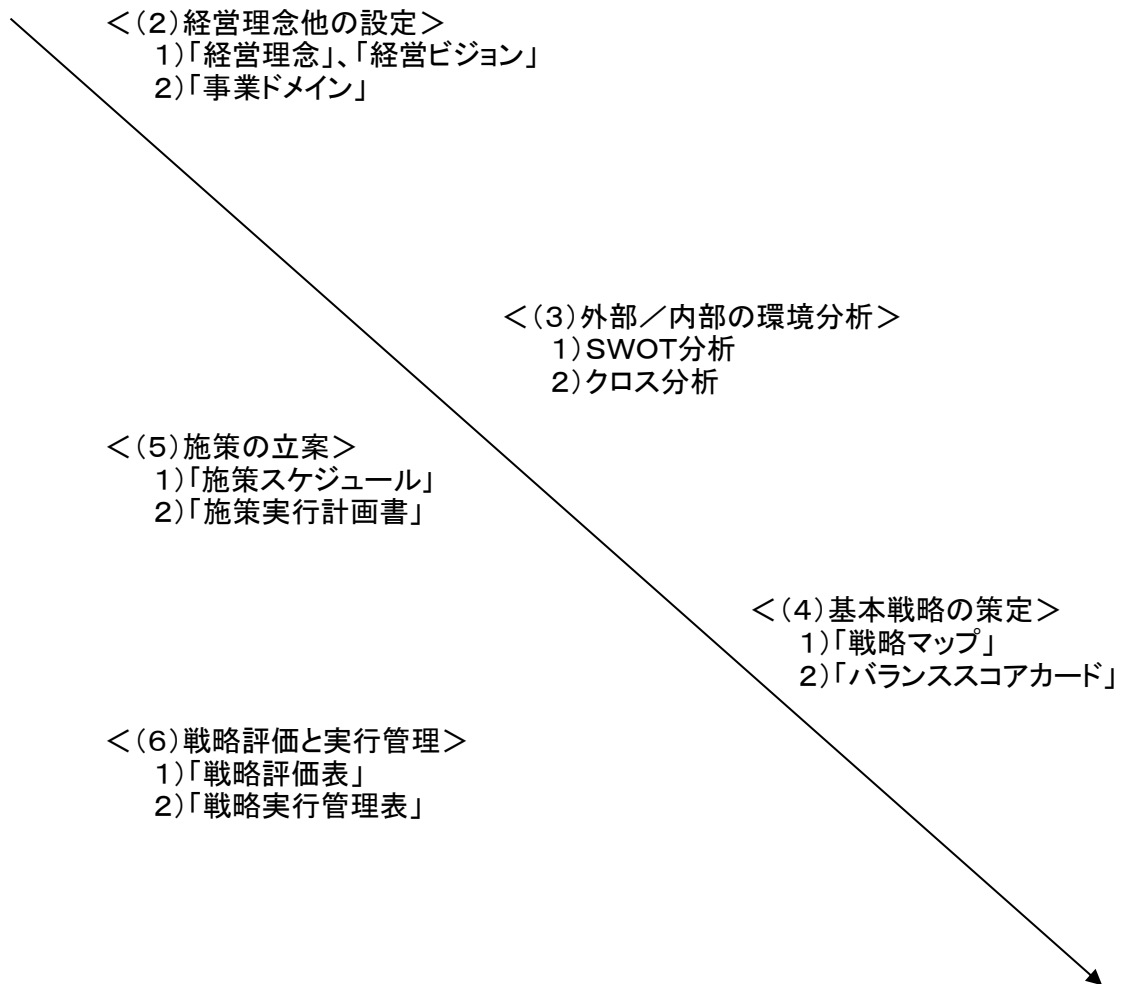 ＜（２）経営理念他の設定＞
１）「経営理念」、「経営ビジョン」
２）「事業ドメイン」
＜（３）外部／内部の環境分析＞
１）ＳＷＯＴ分析
２）クロス分析
＜（５）施策の立案＞
１）「施策スケジュール」
２）「施策実行計画書」
＜（４）基本戦略の策定＞
１）「戦略マップ」
２）「バランススコアカード」
＜（６）戦略評価と実行管理＞
１）「戦略評価表」
２）「戦略実行管理表」